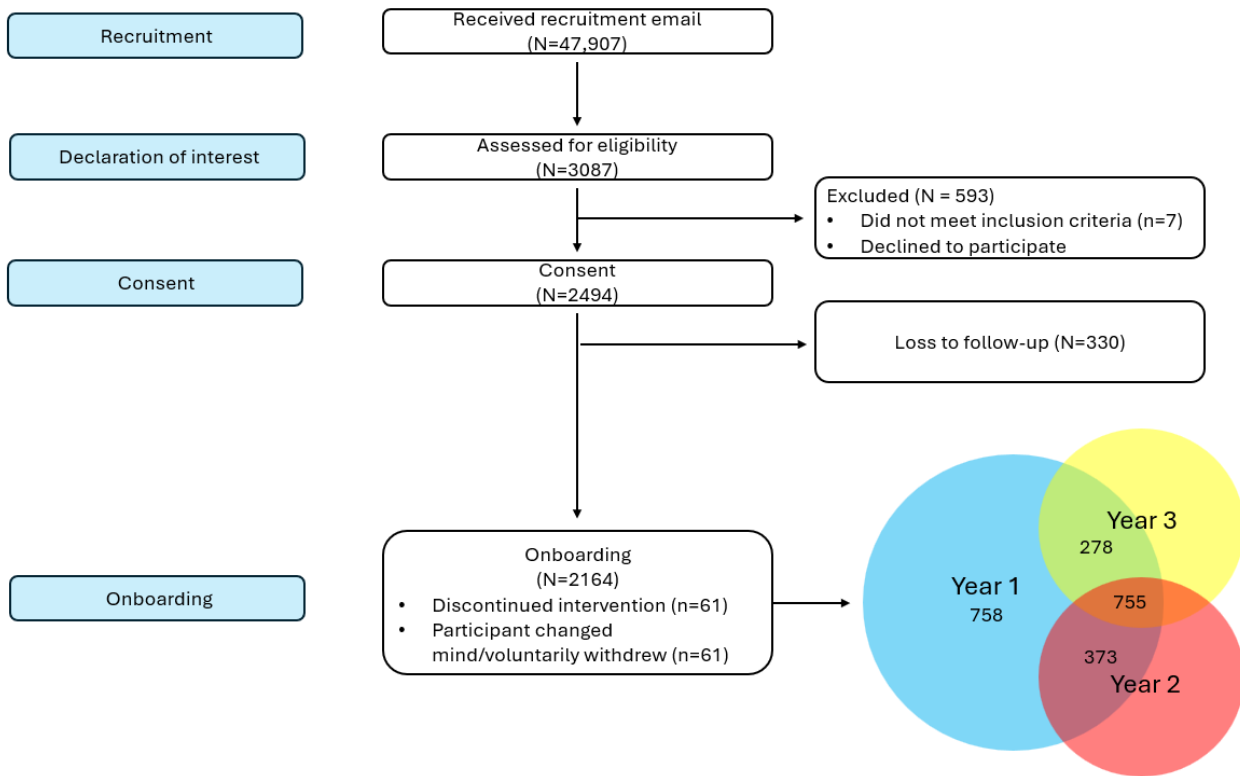 Recruitment
Received recruitment email
(N=47,907)
Declaration of interest
Assessed for eligibility
(N=3087)
Excluded (N = 593)
• Did not meet inclusion criteria (n=7)
• Declined to participate
Consent
Consent
(N=2494)
Loss to follow-up (N=330)
Onboarding
Onboarding
(N=2164)
• Discontinued intervention (n=61)
• Participant changed
mind/voluntarily withdrew (n=61)
Year 1
758
Year 3
278
755
373
Year 2